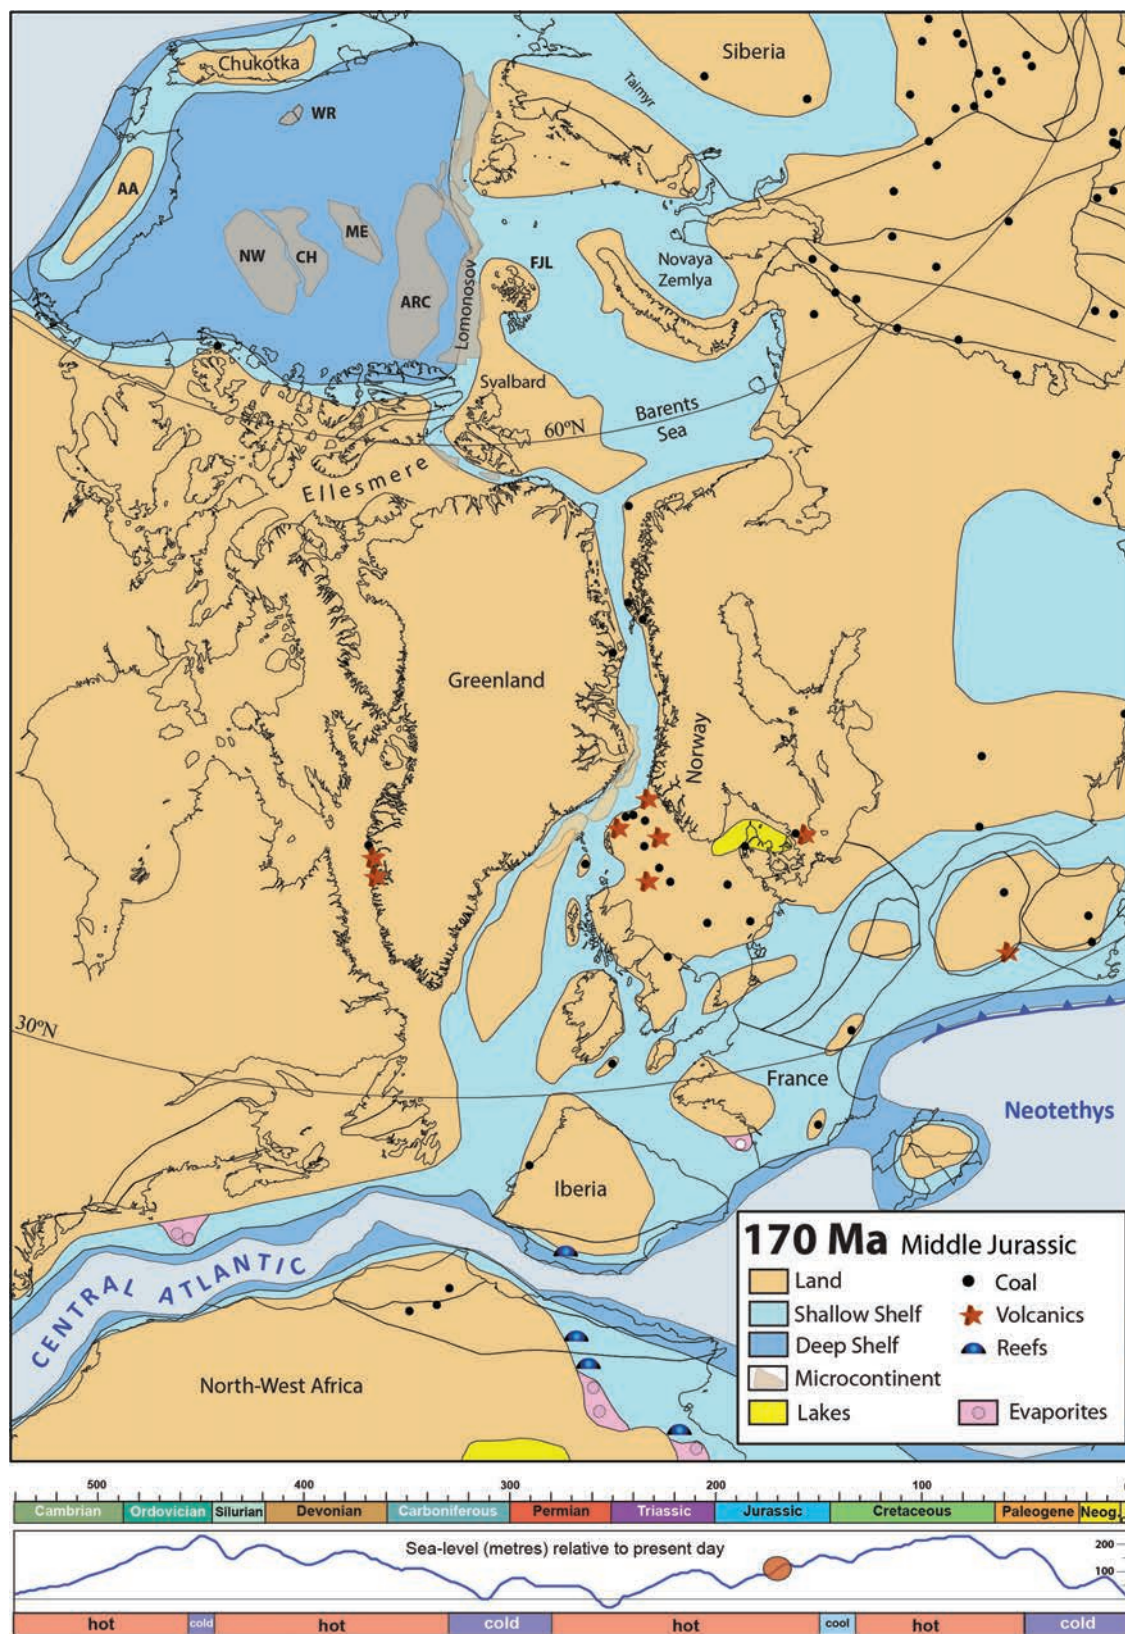 Chukotka
Siberia
Taimyr
WR
AA
NW
CH
ME
ARC
Lomonosov
FJL
Novaya
Zemlya
Svalbard
60ºN
Barents
Sea
Ellesmere
Greenland
Norway
30ºN
France
Neotethys
Iberia
CENTRAL ATLANTIC
North-West Africa
170 Ma Middle Jurassic
Land
Coal
Shallow Shelf
Volcanics
Deep Shelf
Reefs
Microcontinent
Lakes
Evaporites
500 400 300 200 100
Cambrian Ordovician Silurian Devonian Carboniferous Permian Triassic Jurassic Cretaceous Paleogene Neog.
Sea-level (metres) relative to present day
200
100
hot cold hot cold hot cool hot cold